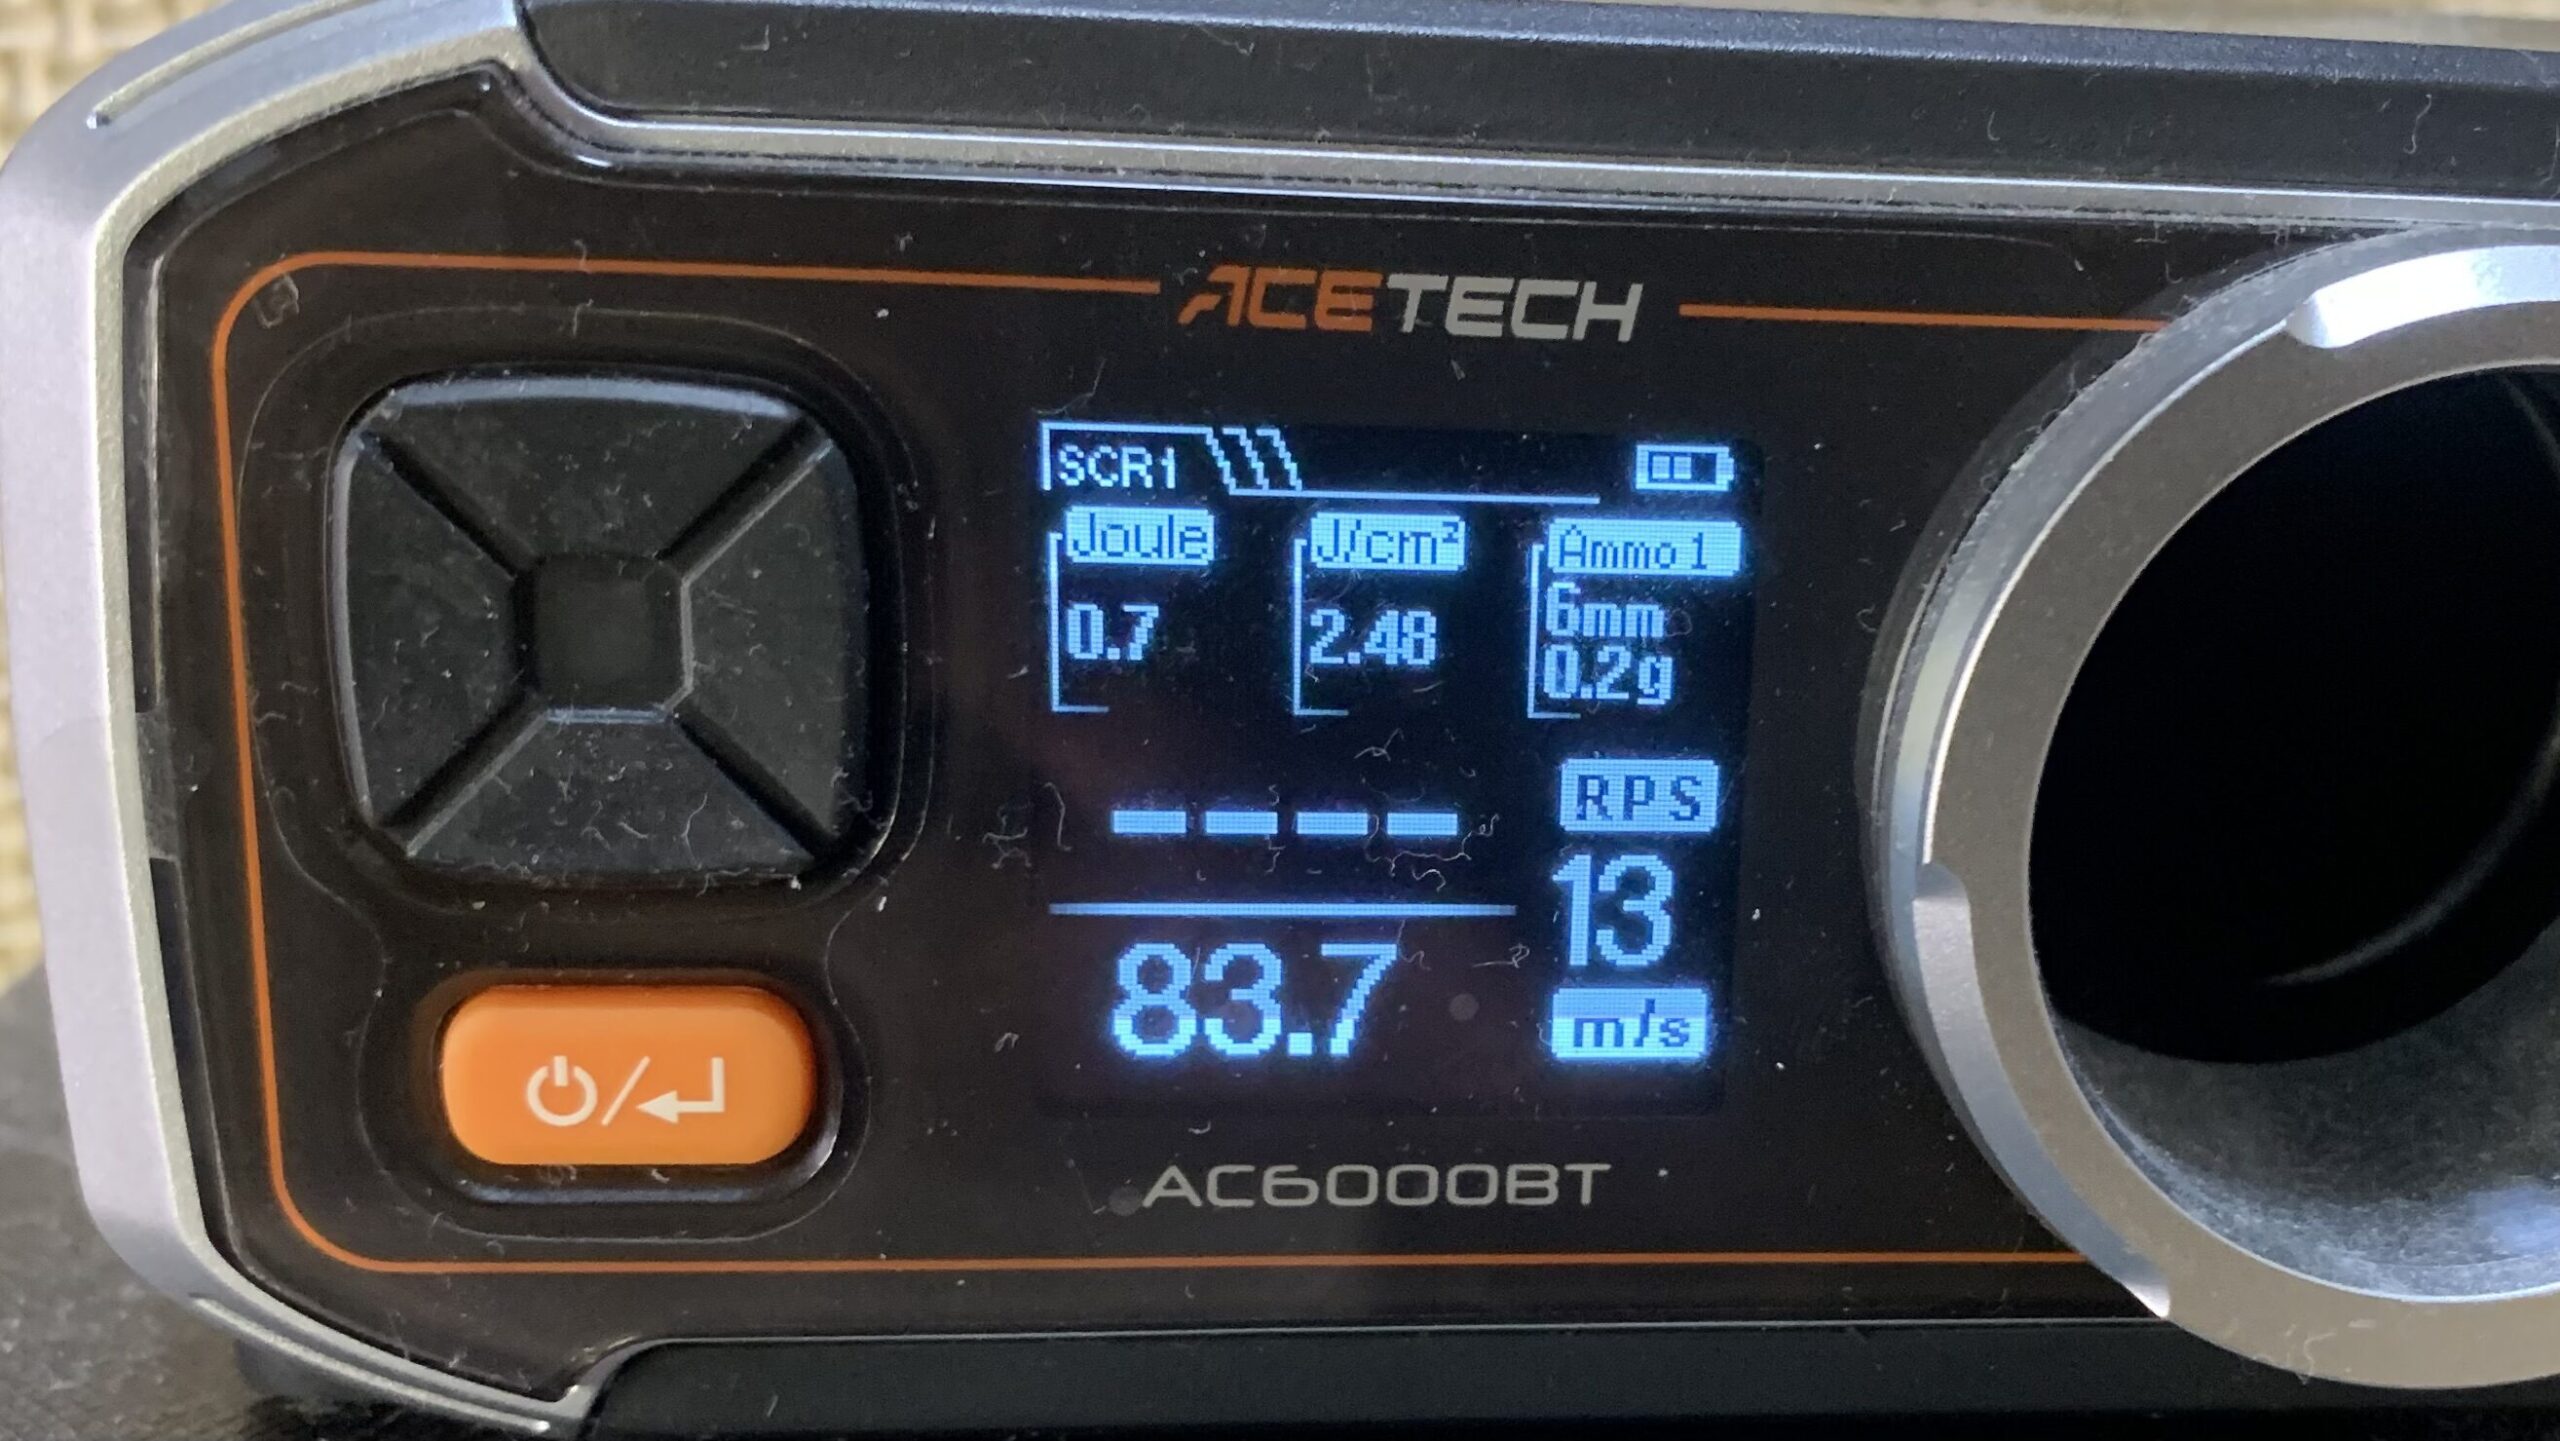 ACETECH
SCR1
Joule J/cm² Ammo1
0.7 2.48 6mm
0.2g
---- RPS
13
83.7 m/s
AC6000BT